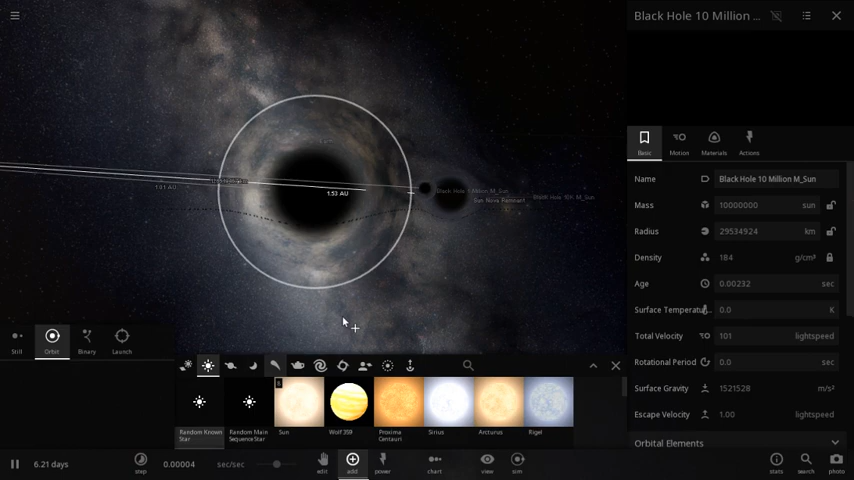 Black Hole 10 Million ...
Basic
Motion
Materials
Actions
Name
Black Hole 10 Million M_Sun
Mass
10000000
sun
Radius
29534924
km
Density
184
g/cm³
Age
0.00232
sec
Surface Temperatur...
0.0
K
Total Velocity
101
lightspeed
Rotational Period
0.0
sec
Surface Gravity
1521528
m/s²
Escape Velocity
1.00
lightspeed
Orbital Elements
1.01 AU
1.53 AU
Black Hole 1 Million M_Sun
Sun Nova Remnant
Black Hole 10K M_Sun
Still
Orbit
Binary
Launch
Random Known Star
Random Main Sequence Star
Sun
Wolf 359
Proxima Centauri
Sirius
Arcturus
Rigel
6.21 days
step
0.00004
sec/sec
edit
add
power
chart
view
sim
stats
search
photo